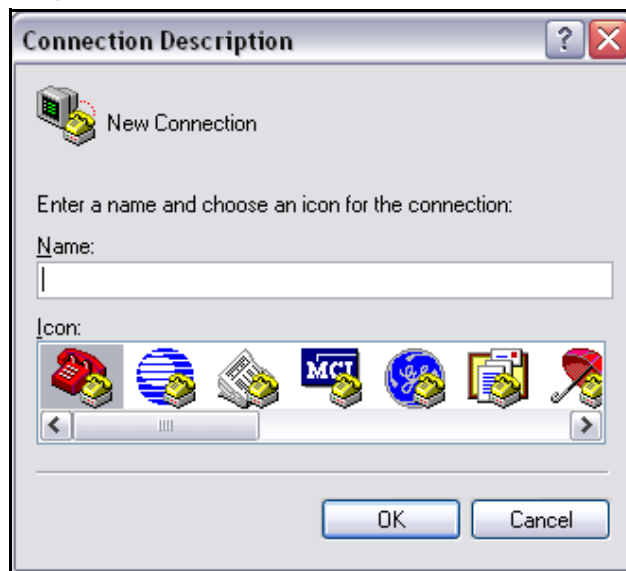 Connection Description
New Connection
Enter a name and choose an icon for the connection:
Name:
Icon:
MCI
OK
Cancel